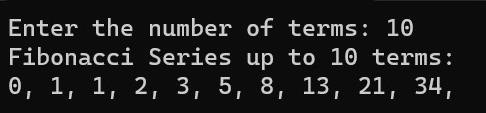 Enter the number of terms: 10
Fibonacci Series up to 10 terms:
0, 1, 1, 2, 3, 5, 8, 13, 21, 34,